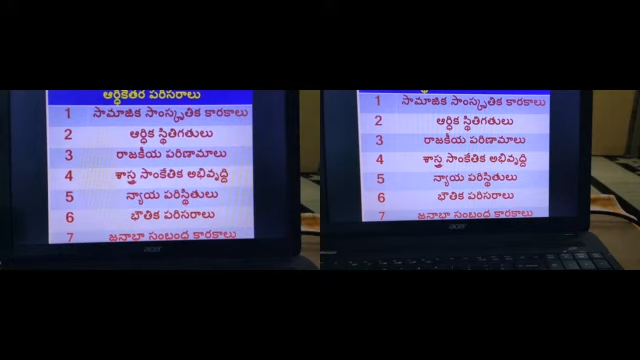 ఆర్థికేతర పరిసరాలు
1 సామాజిక సాంస్కృతిక కారకాలు
2 ఆర్ధిక స్థితిగతులు
3 రాజకీయ పరిణామాలు
4 శాస్త్ర సాంకేతిక అభివృద్ధి
5 న్యాయ పరిస్థితులు
6 భౌతిక పరిసరాలు
7 జనాభా సంబంధ కారకాలు
acer
1 సామాజిక సాంస్కృతిక కారకాలు
2 ఆర్ధిక స్థితిగతులు
3 రాజకీయ పరిణామాలు
4 శాస్త్ర సాంకేతిక అభివృద్ధి
5 న్యాయ పరిస్థితులు
6 భౌతిక పరిసరాలు
7 జనాభా సంబంధ కారకాలు
acer